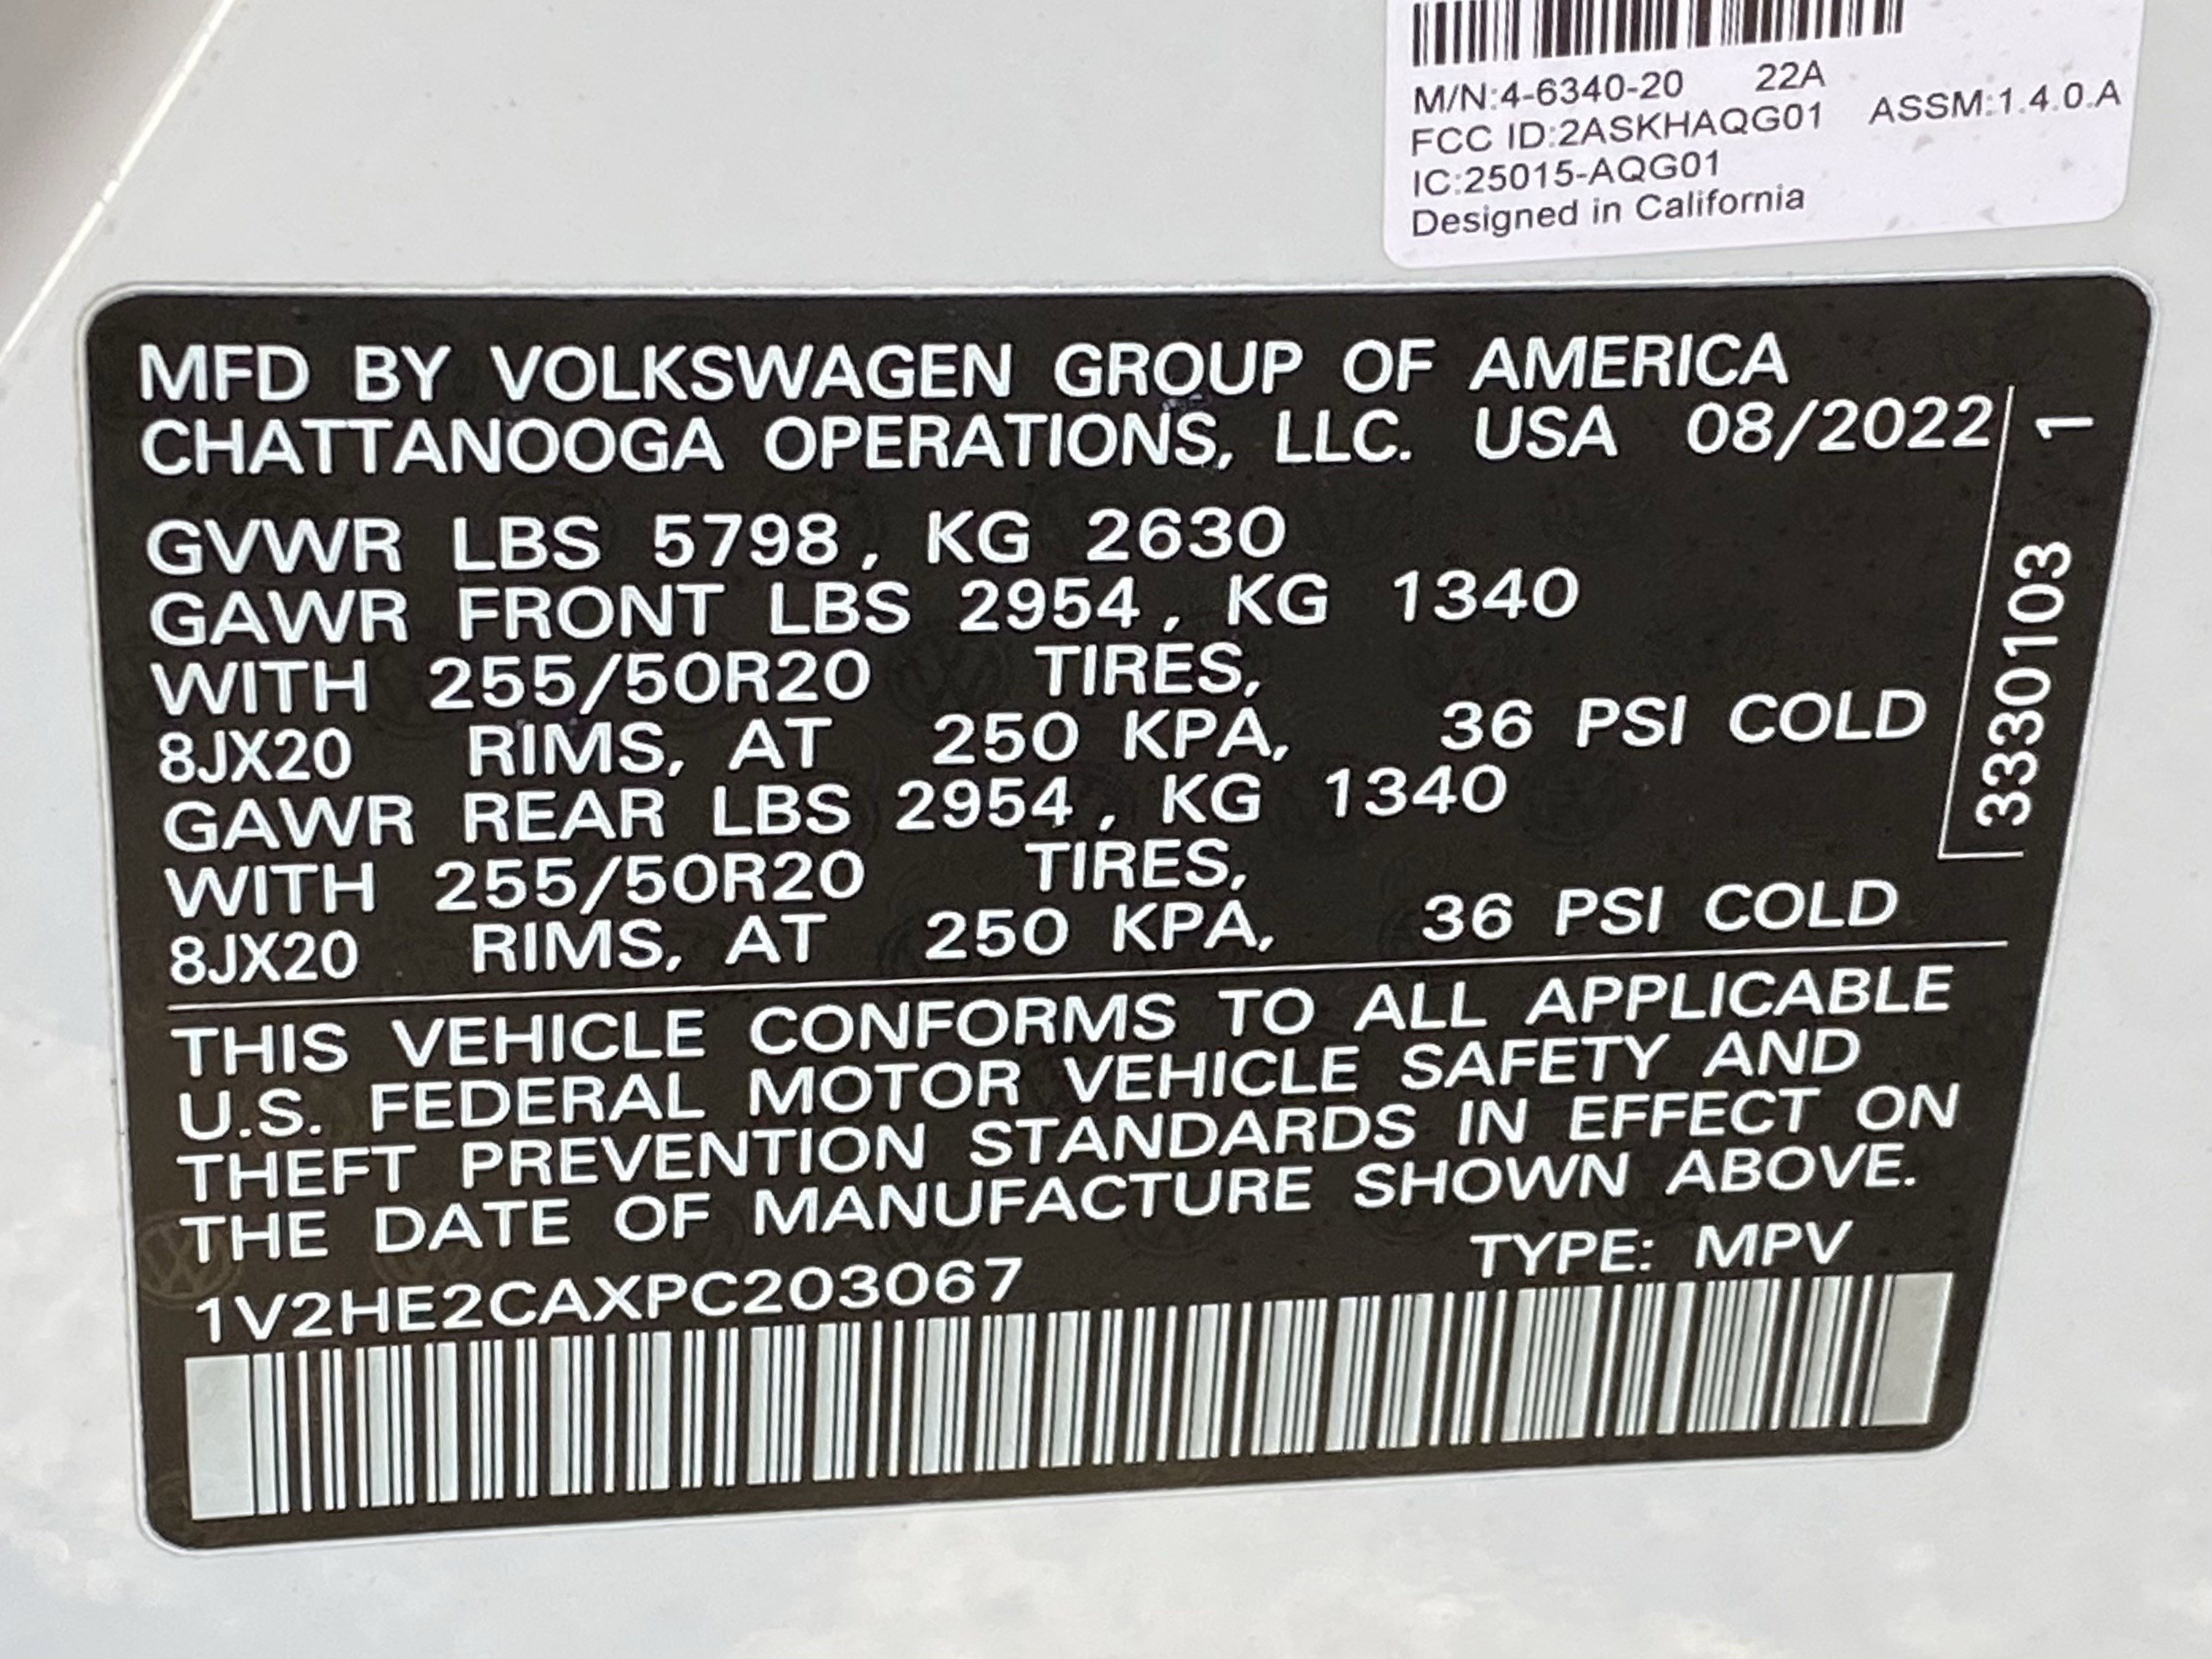 M/N:4-6340-20 22A
FCC ID:2ASKHAQG01 ASSM:1.4.0.A
IC:25015-AQG01
Designed in California
MFD BY VOLKSWAGEN GROUP OF AMERICA
CHATTANOOGA OPERATIONS, LLC. USA 08/2022
GVWR LBS 5798, KG 2630
GAWR FRONT LBS 2954, KG 1340
WITH 255/50R20 TIRES,
8JX20 RIMS, AT 250 KPA, 36 PSI COLD
GAWR REAR LBS 2954, KG 1340
WITH 255/50R20 TIRES,
8JX20 RIMS, AT 250 KPA, 36 PSI COLD
3330103 1
THIS VEHICLE CONFORMS TO ALL APPLICABLE
U.S. FEDERAL MOTOR VEHICLE SAFETY AND
THEFT PREVENTION STANDARDS IN EFFECT ON
THE DATE OF MANUFACTURE SHOWN ABOVE.
1V2HE2CAXPC203067 TYPE: MPV